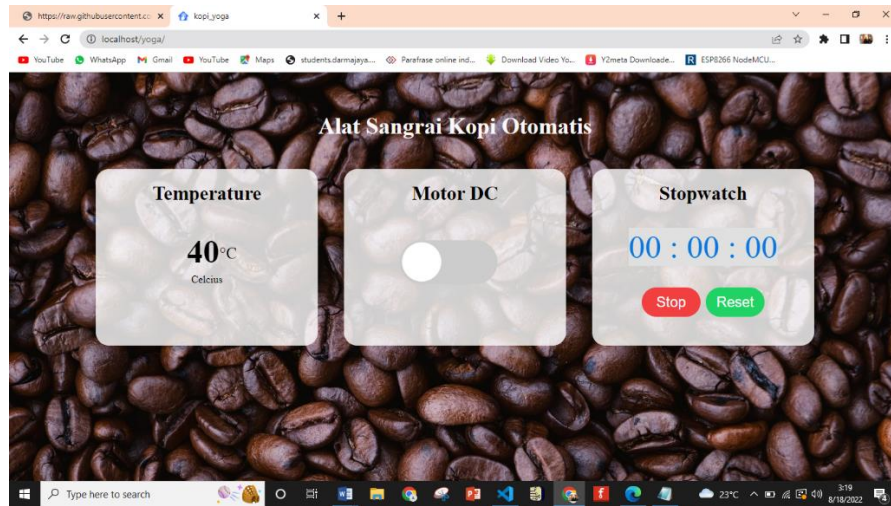 https://raw.githubusercontent.co
kopi_yoga
localhost/yoga/
YouTube WhatsApp Gmail YouTube Maps students.darmajaya.... Parafrase online ind... Download Video Yo... Y2meta Downloade... ESP8266 NodeMCU...
Alat Sangrai Kopi Otomatis
Temperature
40°C
Celcius
Motor DC
Stopwatch
00 : 00 : 00
Stop Reset
Type here to search
23°C
3:19
8/18/2022